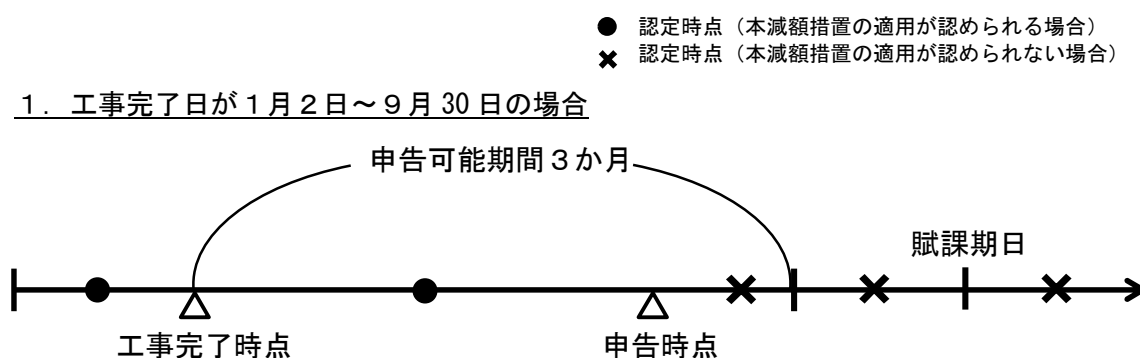 ● 認定時点（本減額措置の適用が認められる場合）
× 認定時点（本減額措置の適用が認められない場合）
１．工事完了日が１月２日～９月30日の場合
申告可能期間３か月
賦課期日
工事完了時点
申告時点